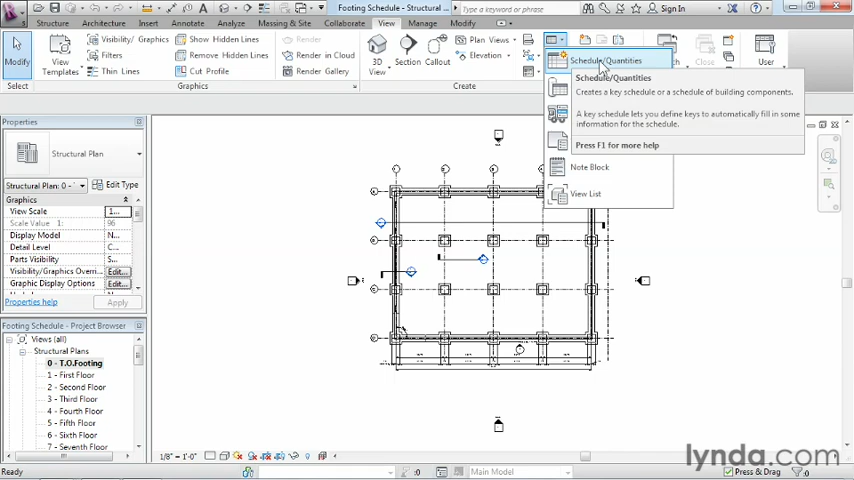 Footing Schedule - Structural
Type a keyword or phrase
Sign In
Structure
Architecture
Insert
Annotate
Analyze
Massing & Site
Collaborate
View
Manage
Modify
Modify
View
Templates
Visibility/ Graphics
Filters
Thin Lines
Show Hidden Lines
Remove Hidden Lines
Cut Profile
Render
Render in Cloud
Render Gallery
3D
View
Section
Callout
Plan Views
Elevation
Close
User
Select
Graphics
Create
Schedule/Quantities
Schedule/Quantities
Creates a key schedule or a schedule of building components.
A key schedule lets you define keys to automatically fill in some
information for the schedule.
Press F1 for more help
Note Block
View List
Properties
Structural Plan
Structural Plan: 0 -
Edit Type
Graphics
View Scale 1...
Scale Value 1: 96
Display Model N...
Detail Level C...
Parts Visibility S...
Visibility/Graphics Overri... Edit...
Graphic Display Options Edit...
Properties help
Apply
Footing Schedule - Project Browser
Views (all)
Structural Plans
0 - T.O.Footing
1 - First Floor
2 - Second Floor
3 - Third Floor
4 - Fourth Floor
5 - Fifth Floor
6 - Sixth Floor
7 - Seventh Floor
1/8" = 1'-0"
lynda.com
Ready
:0
Main Model
Press & Drag
:0